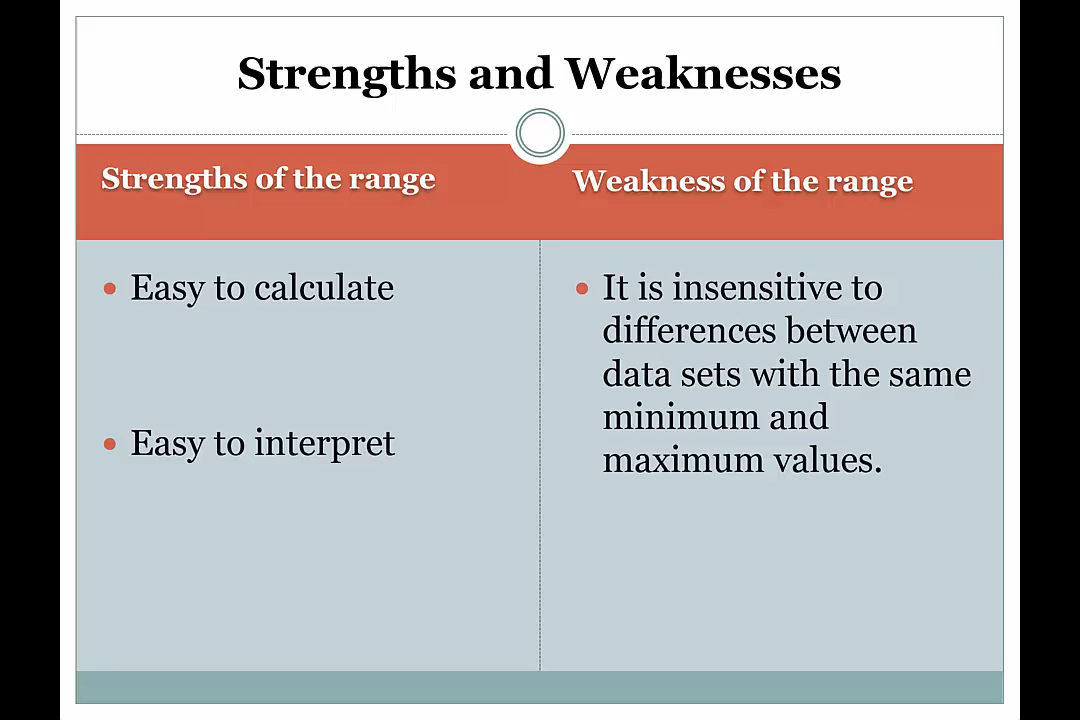 Strengths and Weaknesses
Strengths of the range
Weakness of the range
Easy to calculate
Easy to interpret
It is insensitive to
differences between
data sets with the same
minimum and
maximum values.